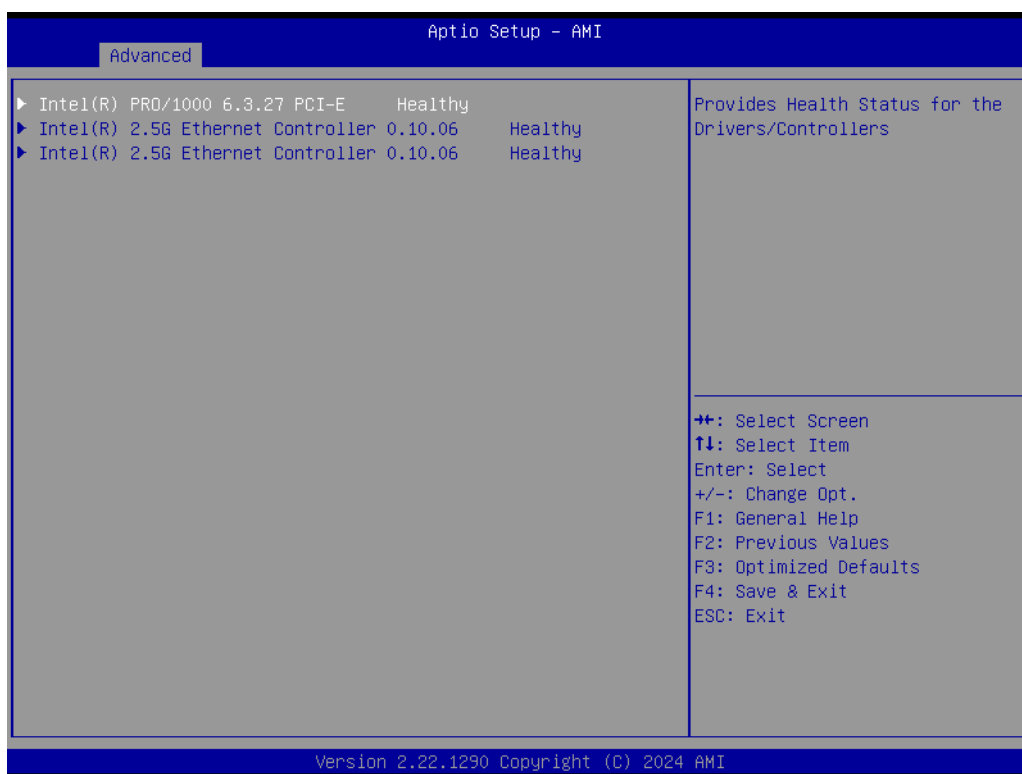 Aptio Setup – AMI
Advanced
▶ Intel(R) PRO/1000 6.3.27 PCI-E Healthy
▶ Intel(R) 2.5G Ethernet Controller 0.10.06 Healthy
▶ Intel(R) 2.5G Ethernet Controller 0.10.06 Healthy
Provides Health Status for the
Drivers/Controllers
→←: Select Screen
↑↓: Select Item
Enter: Select
+/-: Change Opt.
F1: General Help
F2: Previous Values
F3: Optimized Defaults
F4: Save & Exit
ESC: Exit
Version 2.22.1290 Copyright (C) 2024 AMI